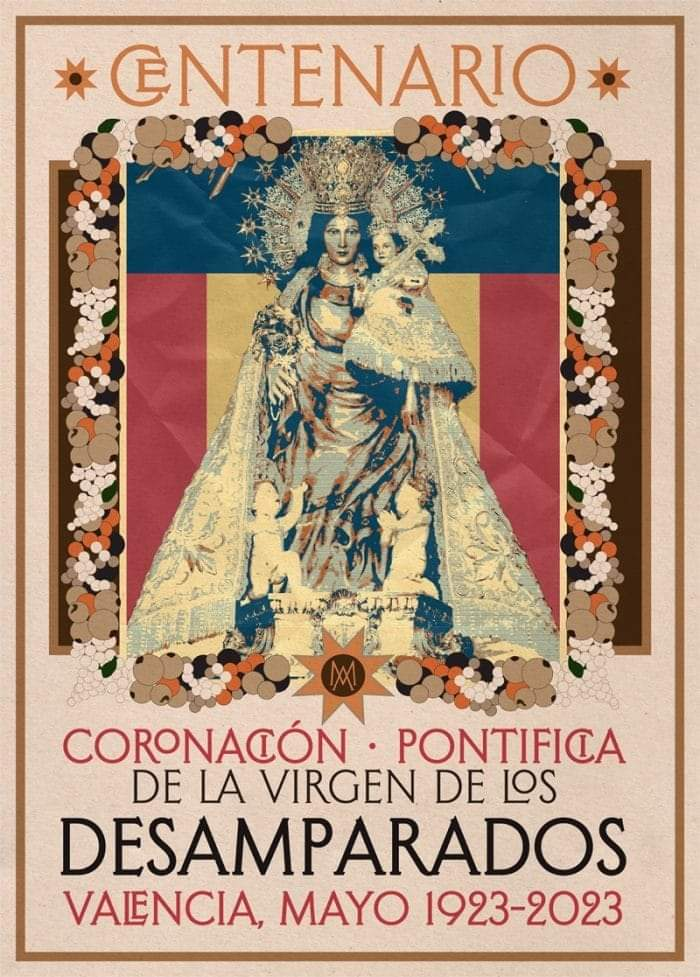 CENTENARIO
CORONACIÓN · PONTIFICIA
DE LA VIRGEN DE LOS
DESAMPARADOS
VALENCIA, MAYO 1923-2023